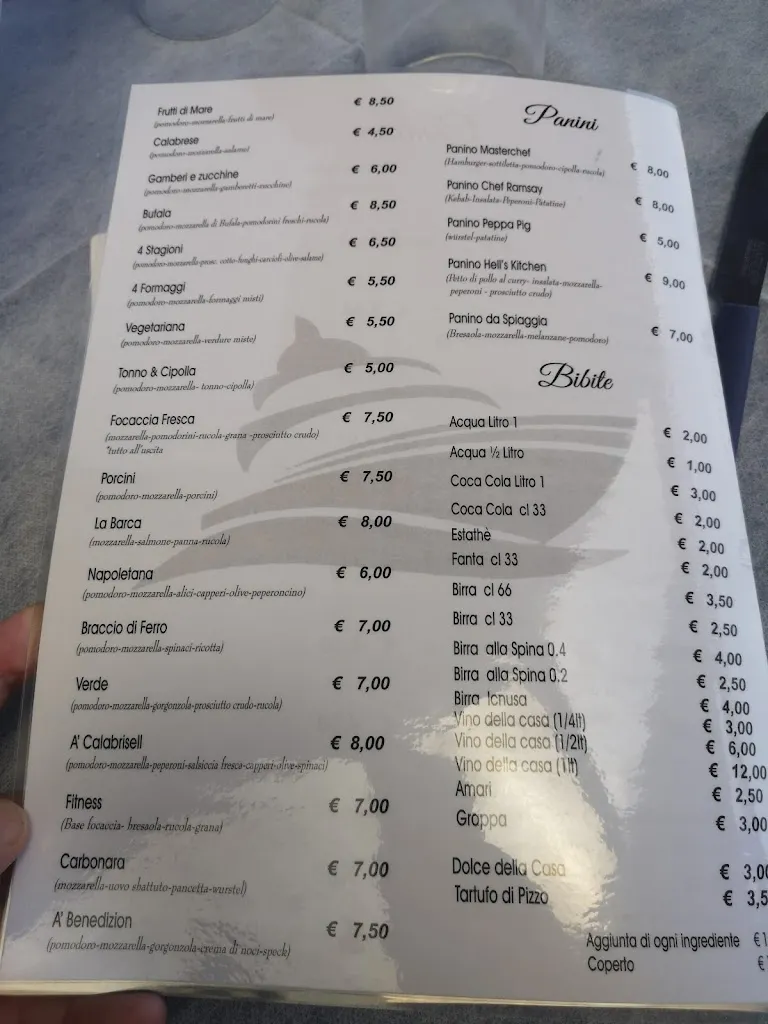 Frutti di Mare € 8,50
(pomodoro-mozzarella-frutti di mare)
Calabrese € 4,50
(pomodoro-mozzarella-salame)
Gamberi e zucchine € 6,00
(pomodoro-mozzarella-gamberetti-zucchine)
Bufala € 8,50
(pomodoro-mozzarella di Bufala-pomodorini freschi-rucola)
4 Stagioni € 6,50
(pomodoro-mozzarella-prosc. cotto-funghi-carciofi-olive-salame)
4 Formaggi € 5,50
(pomodoro-mozzarella-formaggi misti)
Vegetariana € 5,50
(pomodoro-mozzarella-verdure miste)
Tonno & Cipolla € 5,00
(pomodoro-mozzarella- tonno-cipolla)
Focaccia Fresca € 7,50
(mozzarella-pomodorini-rucola-grana -prosciutto crudo)
*tutto all'uscita
Porcini € 7,50
(pomodoro-mozzarella-porcini)
La Barca € 8,00
(mozzarella-salmone-panna-rucola)
Napoletana € 6,00
(pomodoro-mozzarella-alici-capperi-olive-peperoncino)
Braccio di Ferro € 7,00
(pomodoro-mozzarella-spinaci-ricotta)
Verde € 7,00
(pomodoro-mozzarella-gorgonzola-prosciutto crudo-rucola)
A' Calabrisell € 8,00
(pomodoro-mozzarella-peperoni-salsiccia fresca-capperi-olive-spinaci)
Fitness € 7,00
(Base focaccia- bresaola-rucola-grana)
Carbonara € 7,00
(mozzarella-uovo sbattuto-pancetta-wurstel)
A' Benedizion € 7,50
(pomodoro-mozzarella-gorgonzola-crema di noci-speck)
Panini
Panino Masterchef € 8,00
(Hamburger-sottiletta-pomodoro-cipolla-rucola)
Panino Chef Ramsay € 8,00
(Kebab-Insalata-Peperoni-Patatine)
Panino Peppa Pig € 5,00
(wurstel-patatine)
Panino Hell's Kitchen € 9,00
(Petto di pollo al curry- insalata-mozzarella-
peperoni - prosciutto crudo)
Panino da Spiaggia € 7,00
(Bresaola-mozzarella-melanzane-pomodoro)
Bibite
Acqua Litro 1 € 2,00
Acqua ½ Litro € 1,00
Coca Cola Litro 1 € 3,00
Coca Cola cl 33 € 2,00
Estathè € 2,00
Fanta cl 33 € 2,00
Birra cl 66 € 3,50
Birra cl 33 € 2,50
Birra alla Spina 0.4 € 4,00
Birra alla Spina 0.2 € 2,50
Birra Icnusa € 4,00
Vino della casa (1/4lt) € 3,00
Vino della casa (1/2lt) € 6,00
Vino della casa (1lt) € 12,00
Amari € 2,50
Grappa € 3,00
Dolce della Casa € 3,00
Tartufo di Pizzo € 3,5
Aggiunta di ogni ingrediente €
Coperto €